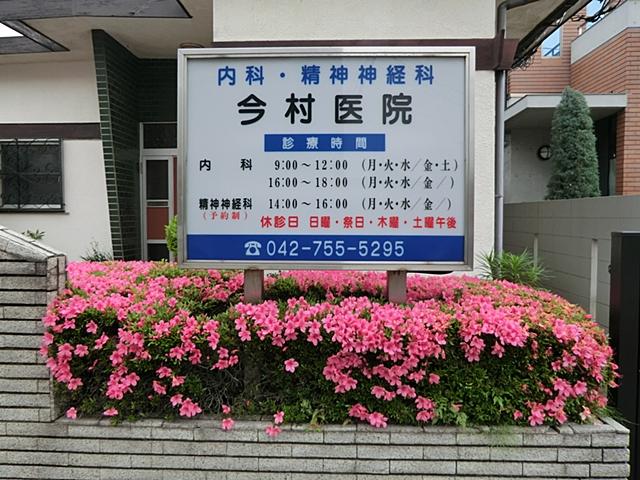 内科・精神神経科
今村医院
診療時間
内科 9:00～12:00 (月・火・水／金・土)
16:00～18:00 (月・火・水／金／)
精神神経科 14:00～16:00 (月・火・水／金／)
(予約制)
休診日 日曜・祭日・木曜・土曜午後
☎042-755-5295